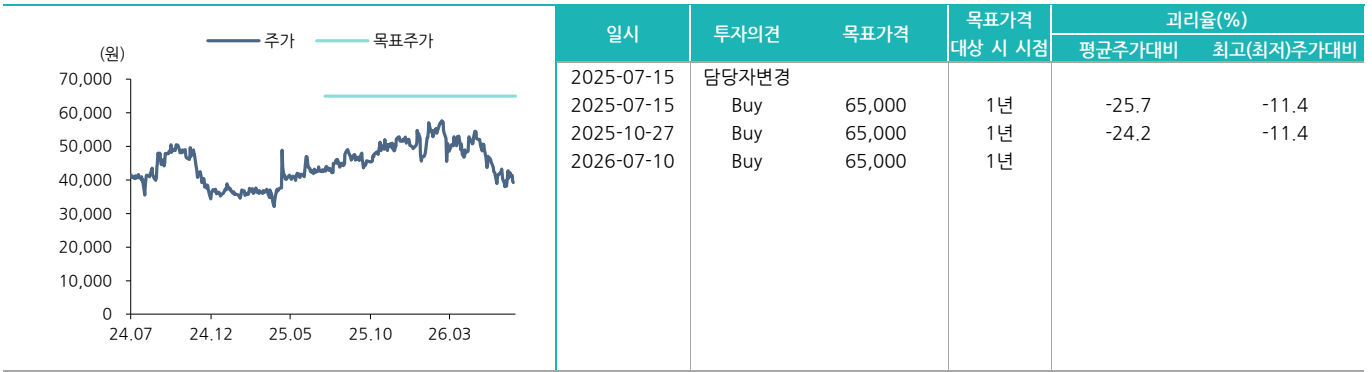 주가 목표주가
(원)
70,000
60,000
50,000
40,000
30,000
20,000
10,000
0
24.07 24.12 25.05 25.10 26.03
일시 투자의견 목표가격 목표가격 괴리율(%)
대상 시 시점 평균주가대비 최고(최저)주가대비
2025-07-15 담당자변경
2025-07-15 Buy 65,000 1년 -25.7 -11.4
2025-10-27 Buy 65,000 1년 -24.2 -11.4
2026-07-10 Buy 65,000 1년